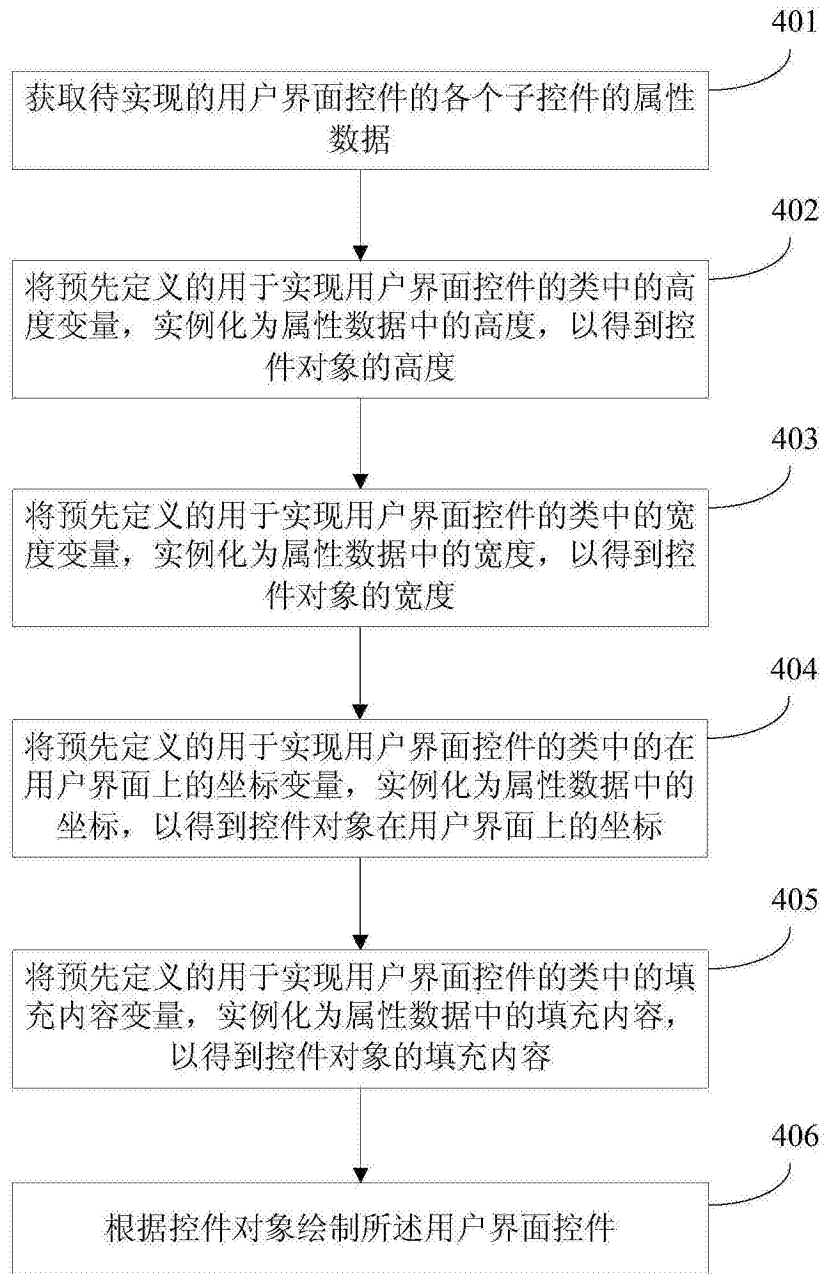 401
获取待实现的用户界面控件的各个子控件的属性
数据
402
将预先定义的用于实现用户界面控件的类中的高
度变量，实例化为属性数据中的高度，以得到控
件对象的高度
403
将预先定义的用于实现用户界面控件的类中的宽
度变量，实例化为属性数据中的宽度，以得到控
件对象的宽度
404
将预先定义的用于实现用户界面控件的类中的在
用户界面上的坐标变量，实例化为属性数据中的
坐标，以得到控件对象在用户界面上的坐标
405
将预先定义的用于实现用户界面控件的类中的填
充内容变量，实例化为属性数据中的填充内容，
以得到控件对象的填充内容
406
根据控件对象绘制所述用户界面控件